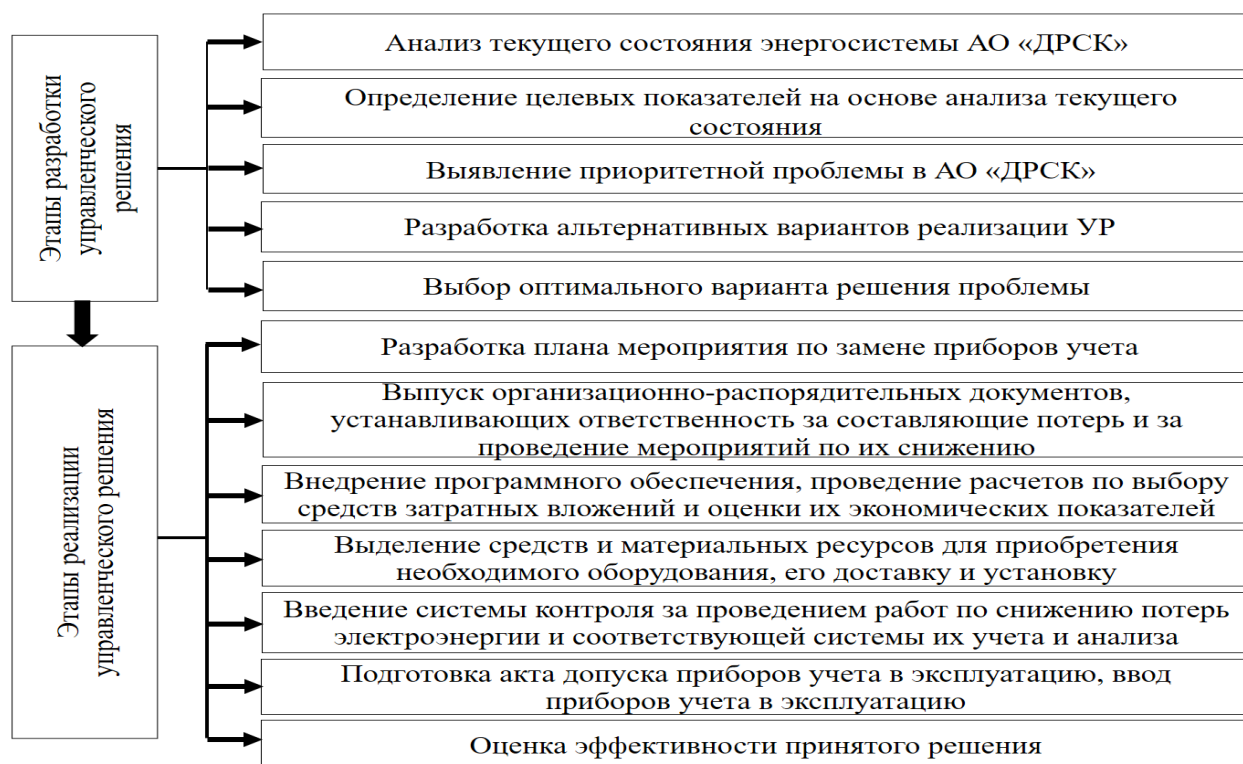 Этапы разработки
управленческого
решения
Анализ текущего состояния энергосистемы АО «ДРСК»
Определение целевых показателей на основе анализа текущего
состояния
Выявление приоритетной проблемы в АО «ДРСК»
Разработка альтернативных вариантов реализации УР
Выбор оптимального варианта решения проблемы
Этапы реализации
управленческого решения
Разработка плана мероприятия по замене приборов учета
Выпуск организационно-распорядительных документов,
устанавливающих ответственность за составляющие потерь и за
проведение мероприятий по их снижению
Внедрение программного обеспечения, проведение расчетов по выбору
средств затратных вложений и оценки их экономических показателей
Выделение средств и материальных ресурсов для приобретения
необходимого оборудования, его доставку и установку
Введение системы контроля за проведением работ по снижению потерь
электроэнергии и соответствующей системы их учета и анализа
Подготовка акта допуска приборов учета в эксплуатацию, ввод
приборов учета в эксплуатацию
Оценка эффективности принятого решения